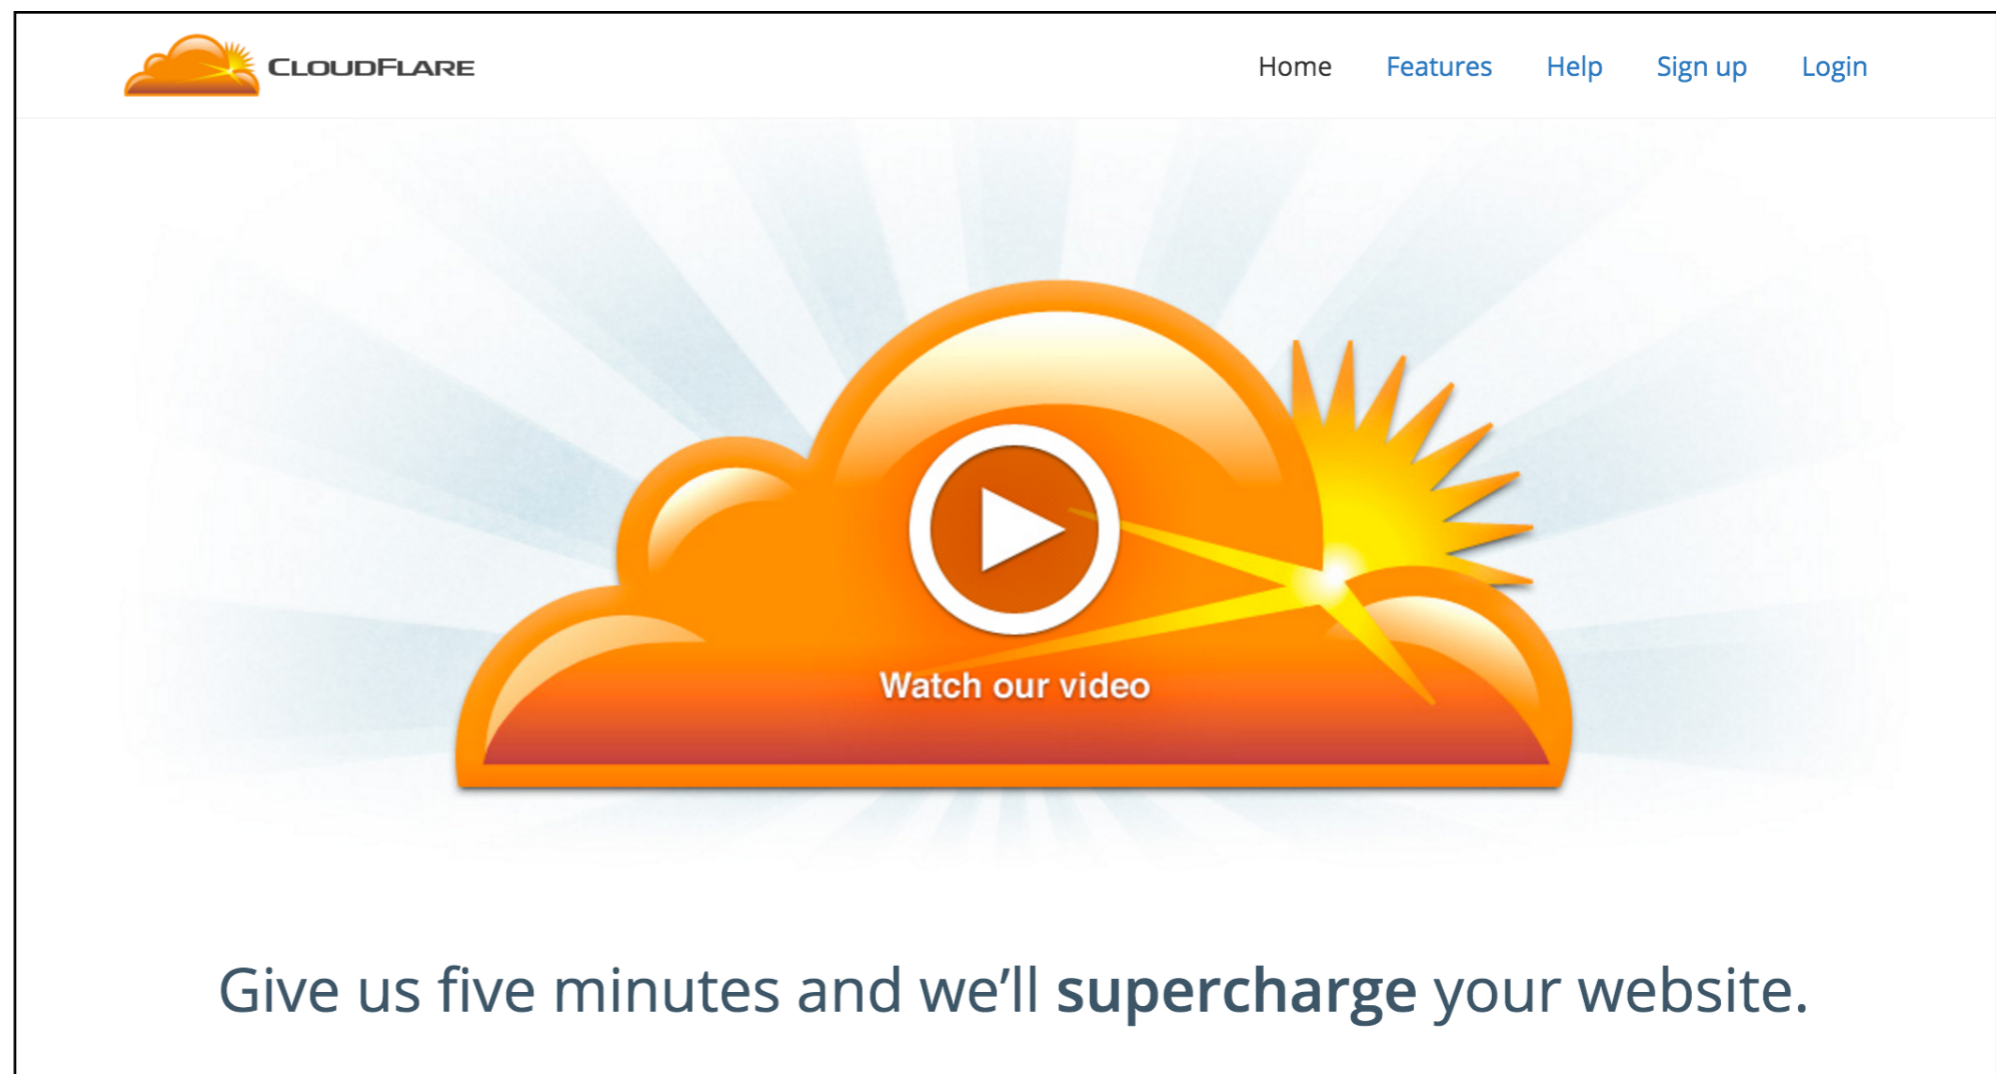 CLOUDFLARE
Home Features Help Sign up Login
Watch our video
Give us five minutes and we'll supercharge your website.